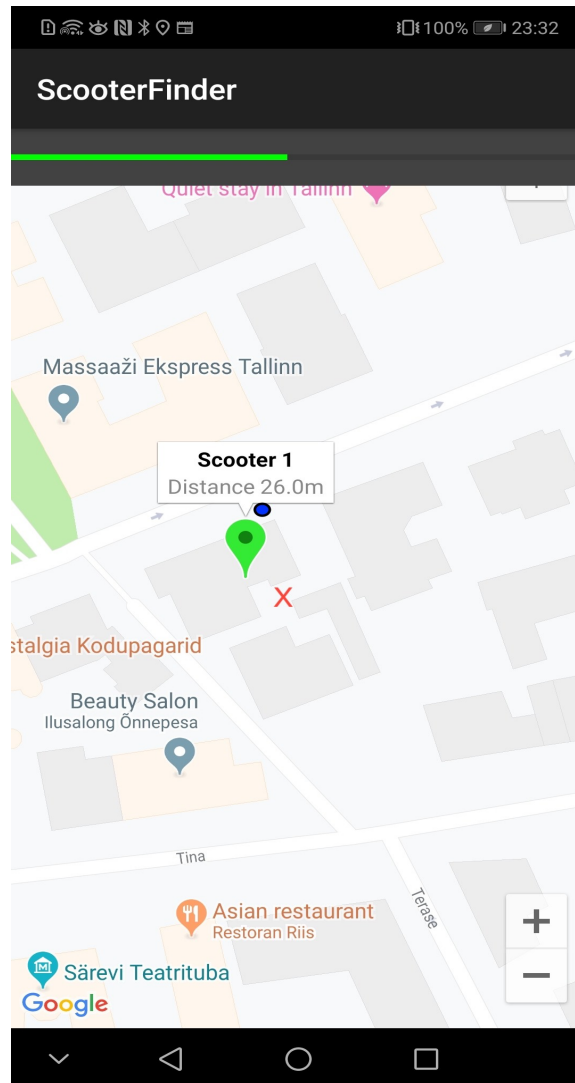 100% 23:32
ScooterFinder
Quiet stay in Tallinn
Massaaži Ekspress Tallinn
Scooter 1
Distance 26.0m
X
stalgia Kodupagarid
Beauty Salon
Ilusalong Õnnepesa
Tina
Terase
Asian restaurant
Restoran Riis
Särevi Teatrituba
Google